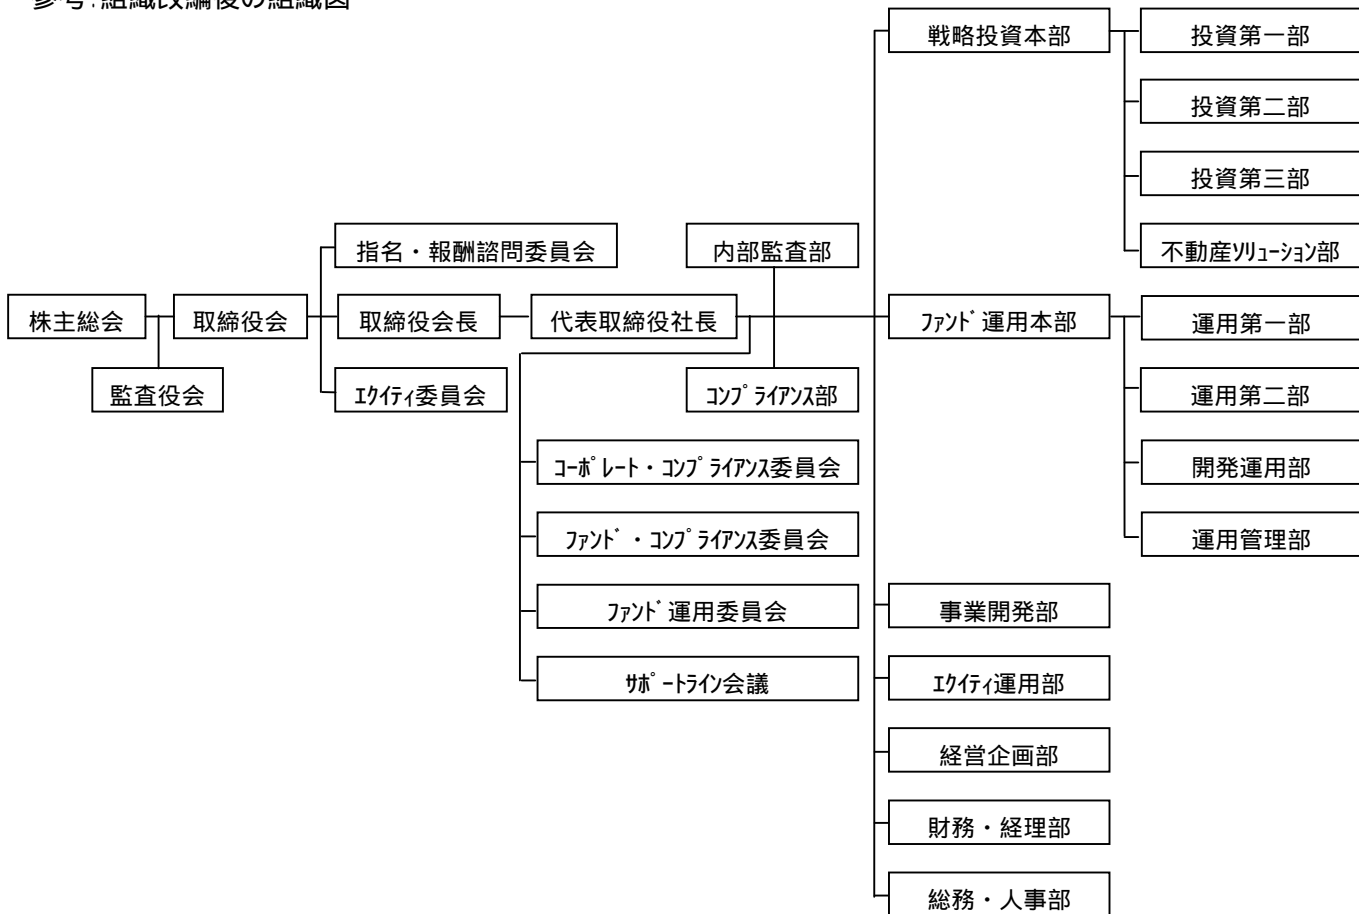 参考:組織改編後の組織図
戦略投資本部
投資第一部
投資第二部
投資第三部
不動産ｿﾘｭｰｼｮﾝ部
指名・報酬諮問委員会
内部監査部
株主総会
取締役会
取締役会長
代表取締役社長
ﾌｧﾝﾄﾞ運用本部
運用第一部
監査役会
ｴｸｲﾃｨ委員会
ｺﾝﾌﾟﾗｲｱﾝｽ部
運用第二部
ｺｰﾎﾟﾚｰﾄ・ｺﾝﾌﾟﾗｲｱﾝｽ委員会
開発運用部
ﾌｧﾝﾄﾞ・ｺﾝﾌﾟﾗｲｱﾝｽ委員会
運用管理部
ﾌｧﾝﾄﾞ運用委員会
事業開発部
ｻﾎﾟｰﾄﾗｲﾝ会議
ｴｸｲﾃｨ運用部
経営企画部
財務・経理部
総務・人事部